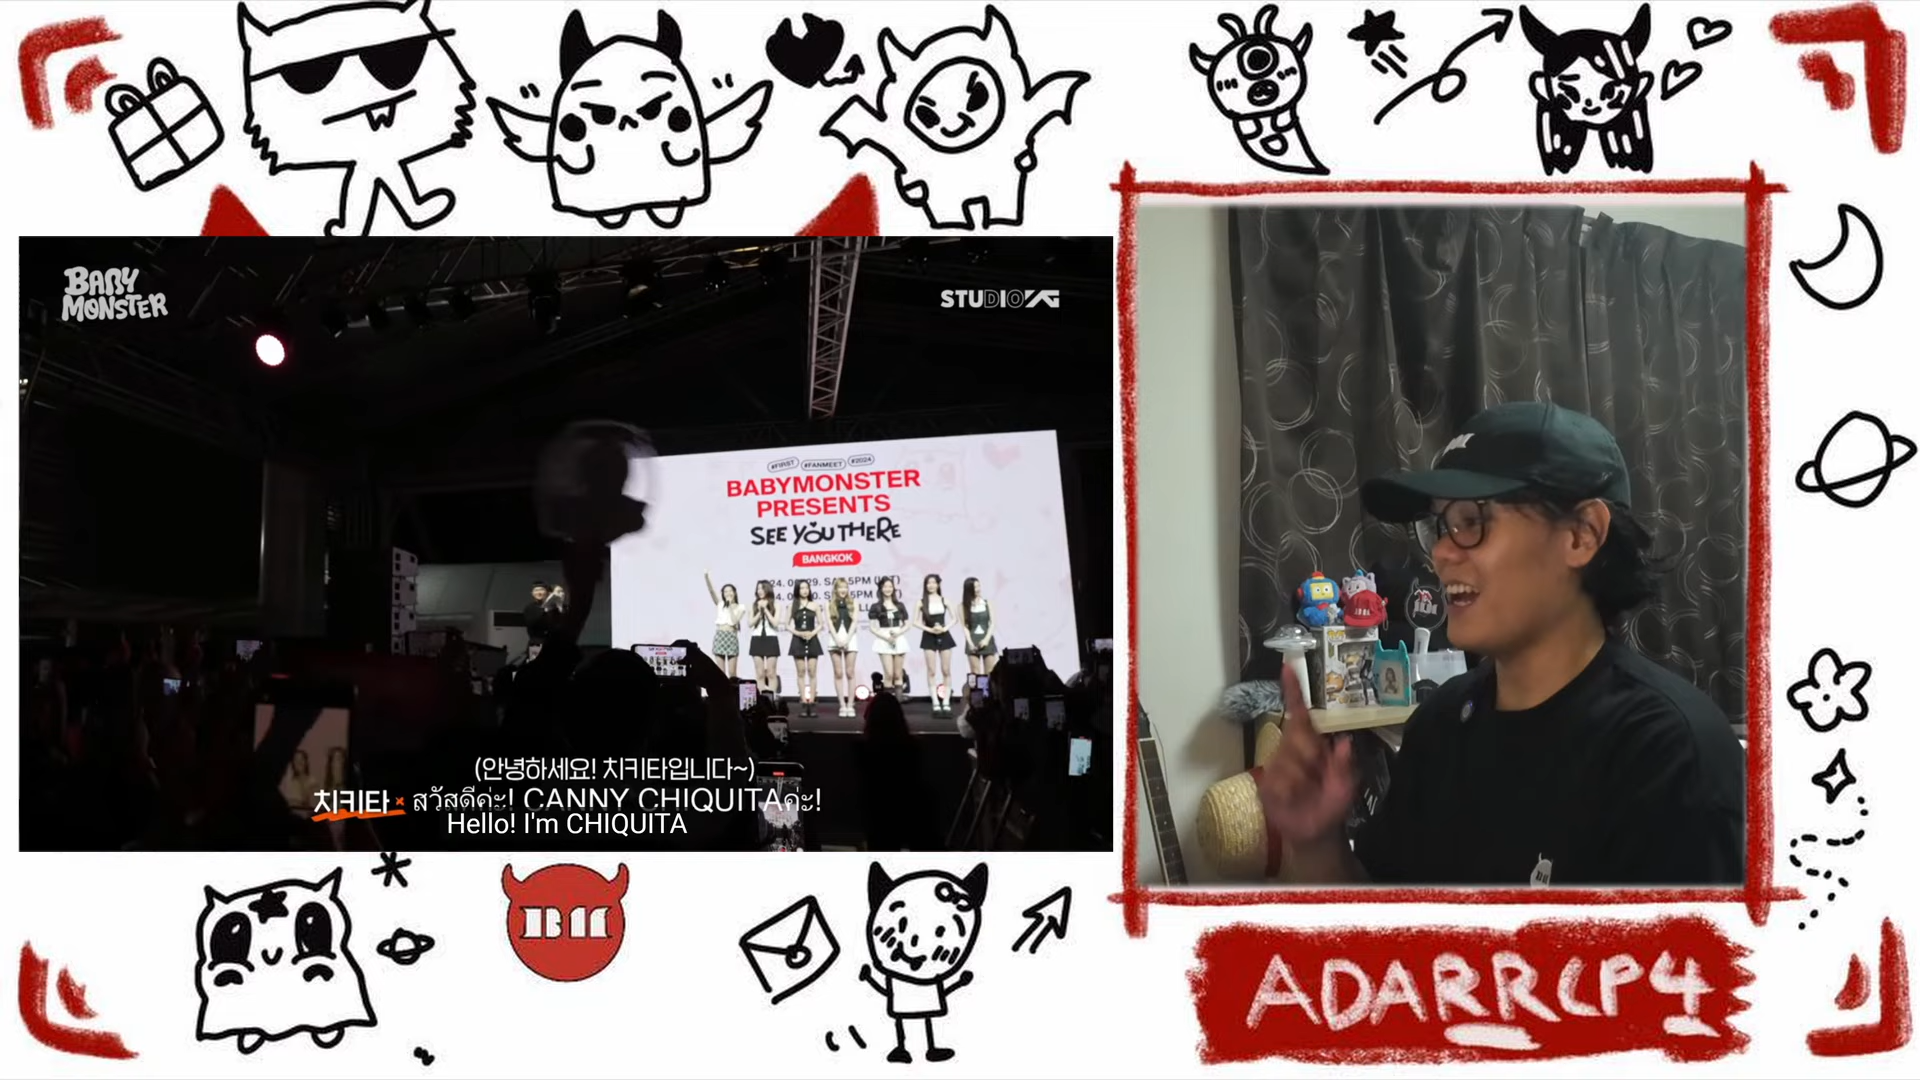 BABY
MONSTER
STUDIO YG
#FIRST #FANMEET #2024
BABYMONSTER
PRESENTS
SEE YOU THERE
BANGKOK
(안녕하세요! 치키타입니다~)
치키타 สวัสดีค่ะ! CANNY CHIQUITAค่ะ!
Hello! I'm CHIQUITA
BM
ADARRCP4